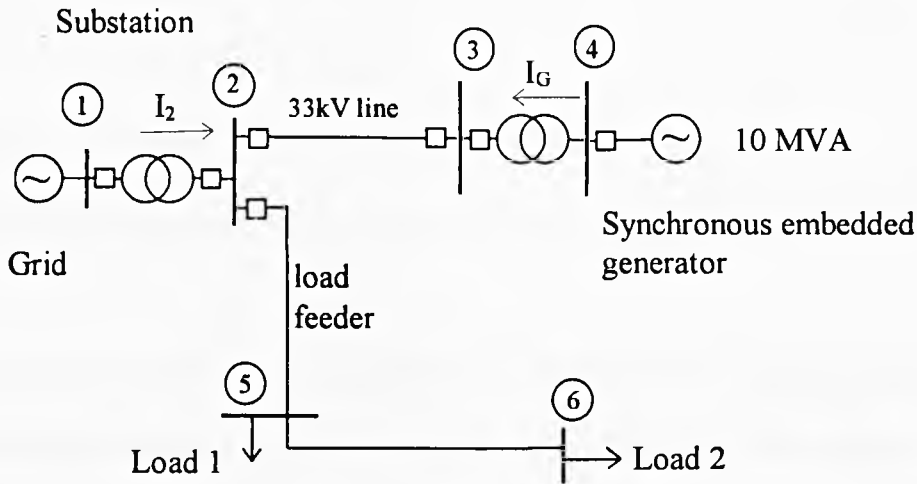 Substation
1
I2
2
33kV line
3
IG
4
10 MVA
Grid
Synchronous embedded
generator
load
feeder
5
6
Load 1
Load 2